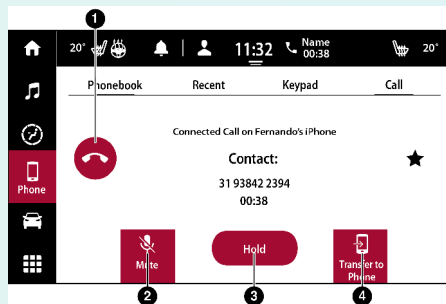 1
20°
11:32
Name
00:38
20°
Phonebook
Recent
Keypad
Call
Connected Call on Fernando's iPhone
Contact:
31 93842 2394
00:38
Phone
Mute
Hold
Transfer to
Phone
2
3
4